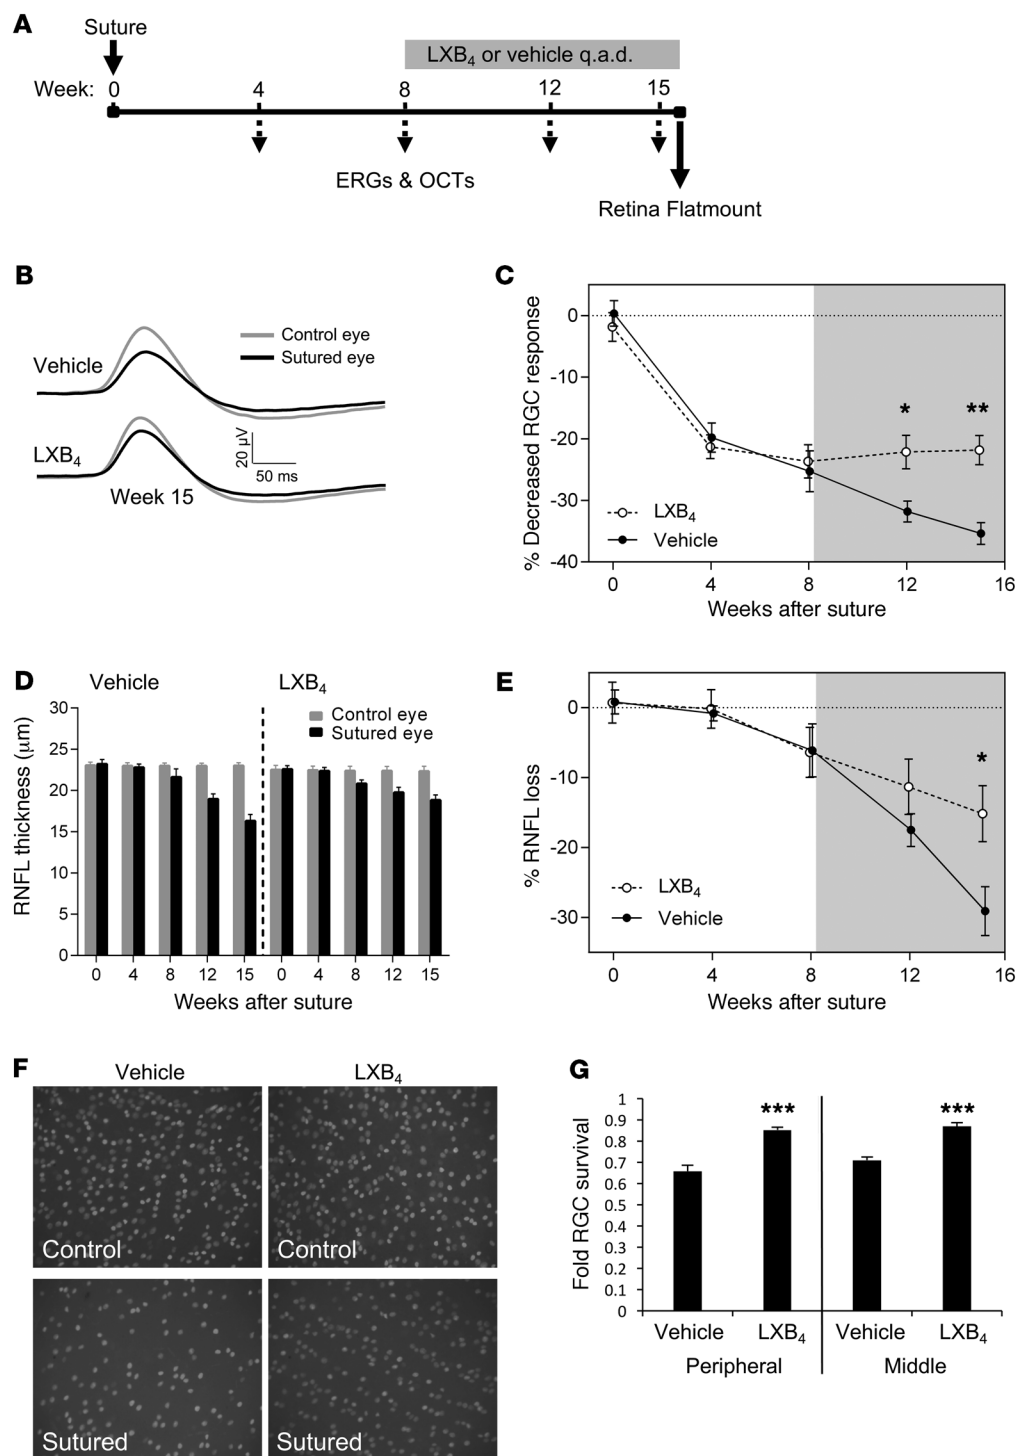 A
Suture
LXB4 or vehicle q.a.d.
Week: 0 4 8 12 15
ERGs & OCTs
Retina Flatmount
B
Control eye
Sutured eye
Vehicle
LXB4
20 µV
50 ms
Week 15
C
% Decreased RGC response
0
-10
-20
-30
-40
* **
LXB4
Vehicle
0 4 8 12 16
Weeks after suture
D
Vehicle LXB4
Control eye
Sutured eye
RNFL thickness (µm)
30
25
20
15
10
5
0
0 4 8 12 15 0 4 8 12 15
Weeks after suture
E
% RNFL loss
0
-10
-20
-30
*
LXB4
Vehicle
0 4 8 12 16
Weeks after suture
F
Vehicle LXB4
Control Control
Sutured Sutured
G
Fold RGC survival
1
0.9
0.8
0.7
0.6
0.5
0.4
0.3
0.2
0.1
0
*** ***
Vehicle LXB4 Vehicle LXB4
Peripheral Middle